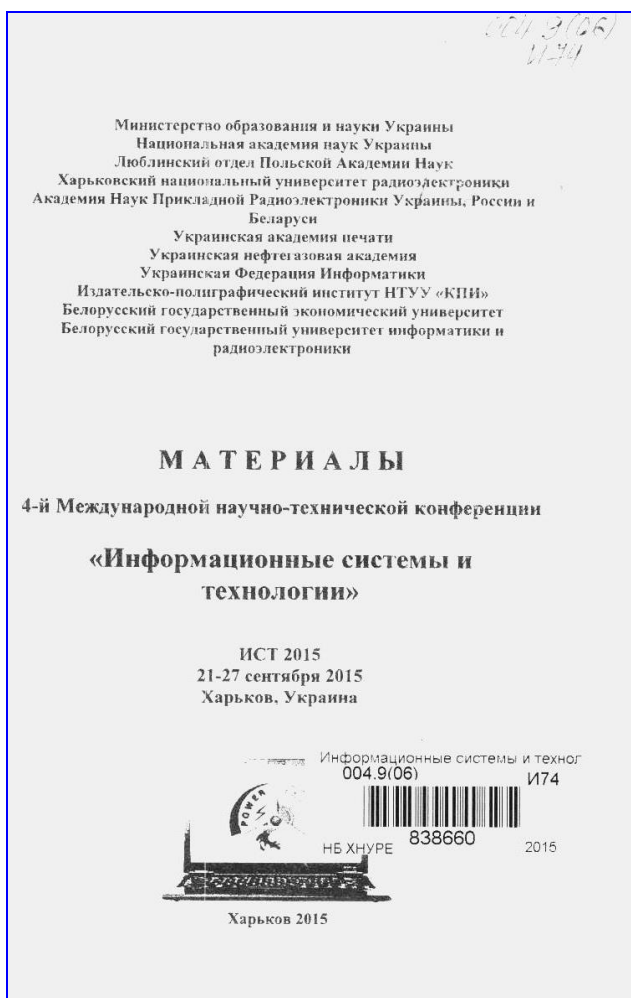 004.9(06)
И74
Министерство образования и науки Украины
Национальная академия наук Украины
Люблинский отдел Польской Академии Наук
Харьковский национальный университет радиоэлектроники
Академия Наук Прикладной Радиоэлектроники Украины, России и
Беларуси
Украинская академия печати
Украинская нефтегазовая академия
Украинская Федерация Информатики
Издательско-полиграфический институт НТУУ «КПИ»
Белорусский государственный экономический университет
Белорусский государственный университет информатики и
радиоэлектроники
МАТЕРИАЛЫ
4-й Международной научно-технической конференции
«Информационные системы и
технологии»
ИСТ 2015
21-27 сентября 2015
Харьков, Украина
Информационные системы и технол
004.9(06)
И74
POWER
838660
НБ ХНУРЕ
2015
Харьков 2015